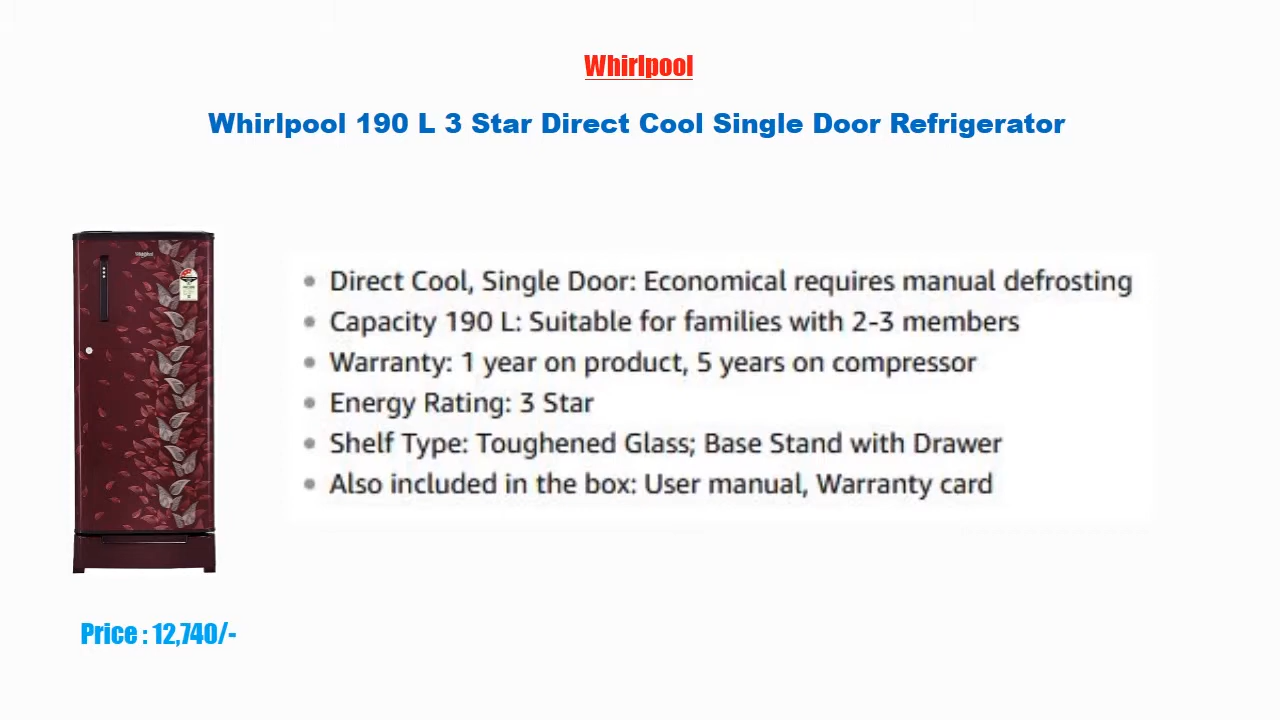 Whirlpool
Whirlpool 190 L 3 Star Direct Cool Single Door Refrigerator
Whirlpool
Direct Cool, Single Door: Economical requires manual defrosting
Capacity 190 L: Suitable for families with 2-3 members
Warranty: 1 year on product, 5 years on compressor
Energy Rating: 3 Star
Shelf Type: Toughened Glass; Base Stand with Drawer
Also included in the box: User manual, Warranty card
Price : 12,740/-